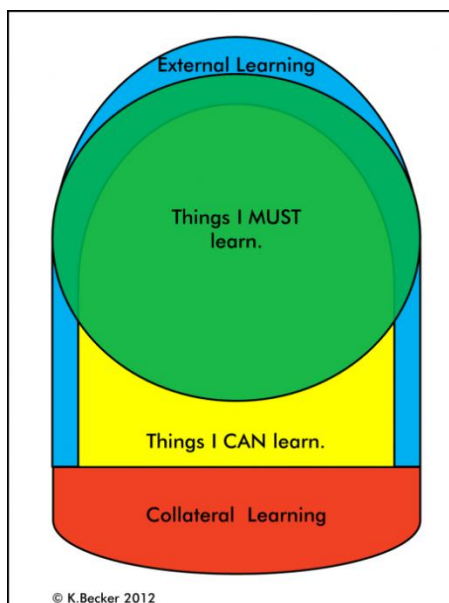 External Learning
Things I MUST
learn.
Things I CAN learn.
Collateral Learning
© K.Becker 2012